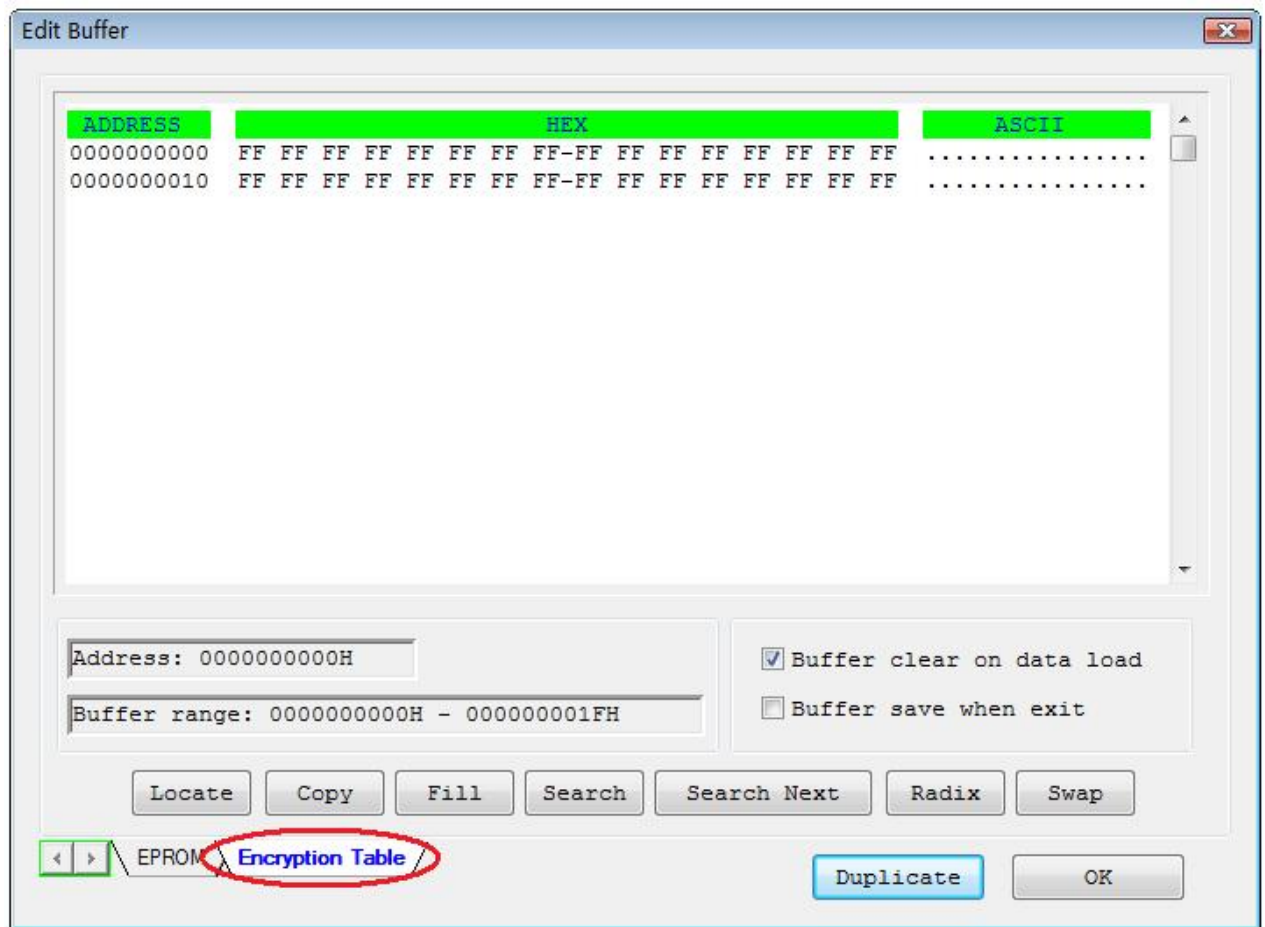 Edit Buffer
ADDRESS HEX ASCII
0000000000 FF FF FF FF FF FF FF FF-FF FF FF FF FF FF FF FF ................
0000000010 FF FF FF FF FF FF FF FF-FF FF FF FF FF FF FF FF ................
Address: 0000000000H
Buffer range: 0000000000H - 000000001FH
Buffer clear on data load
Buffer save when exit
Locate Copy Fill Search Search Next Radix Swap
EPROM Encryption Table
Duplicate OK